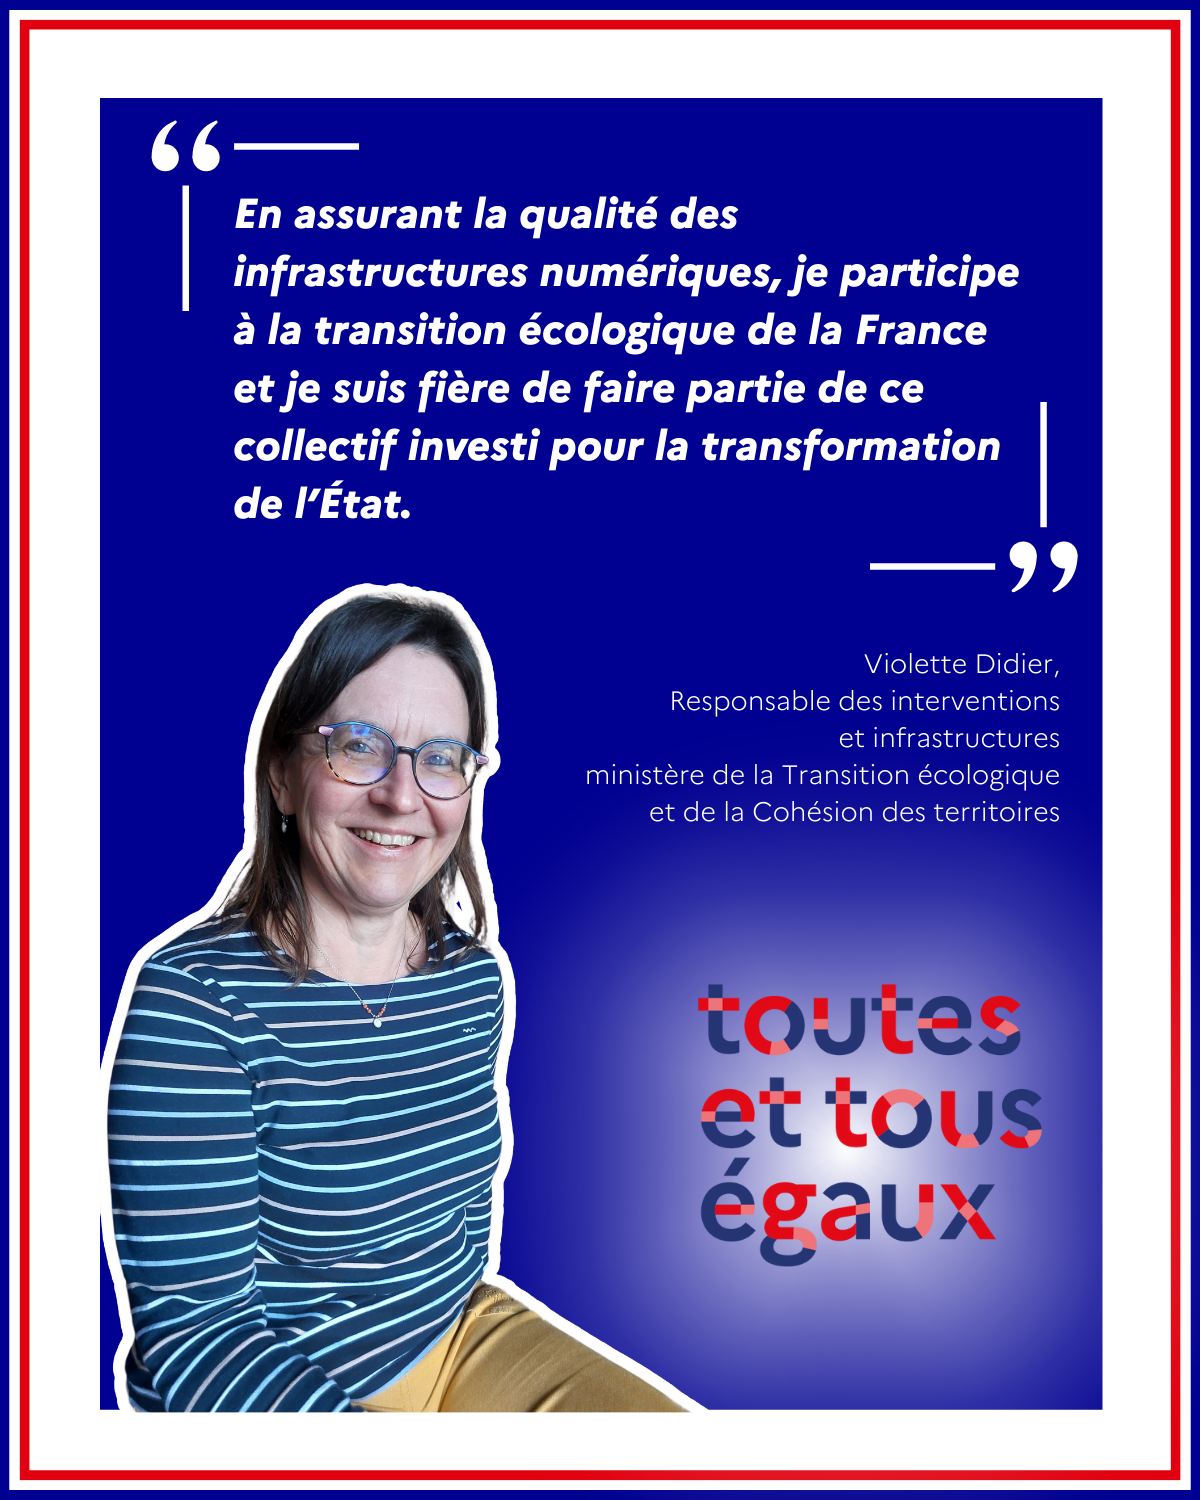 “
En assurant la qualité des
infrastructures numériques, je participe
à la transition écologique de la France
et je suis fière de faire partie de ce
collectif investi pour la transformation
de l’État.
”
Violette Didier,
Responsable des interventions
et infrastructures
ministère de la Transition écologique
et de la Cohésion des territoires
toutes
et tous
égaux